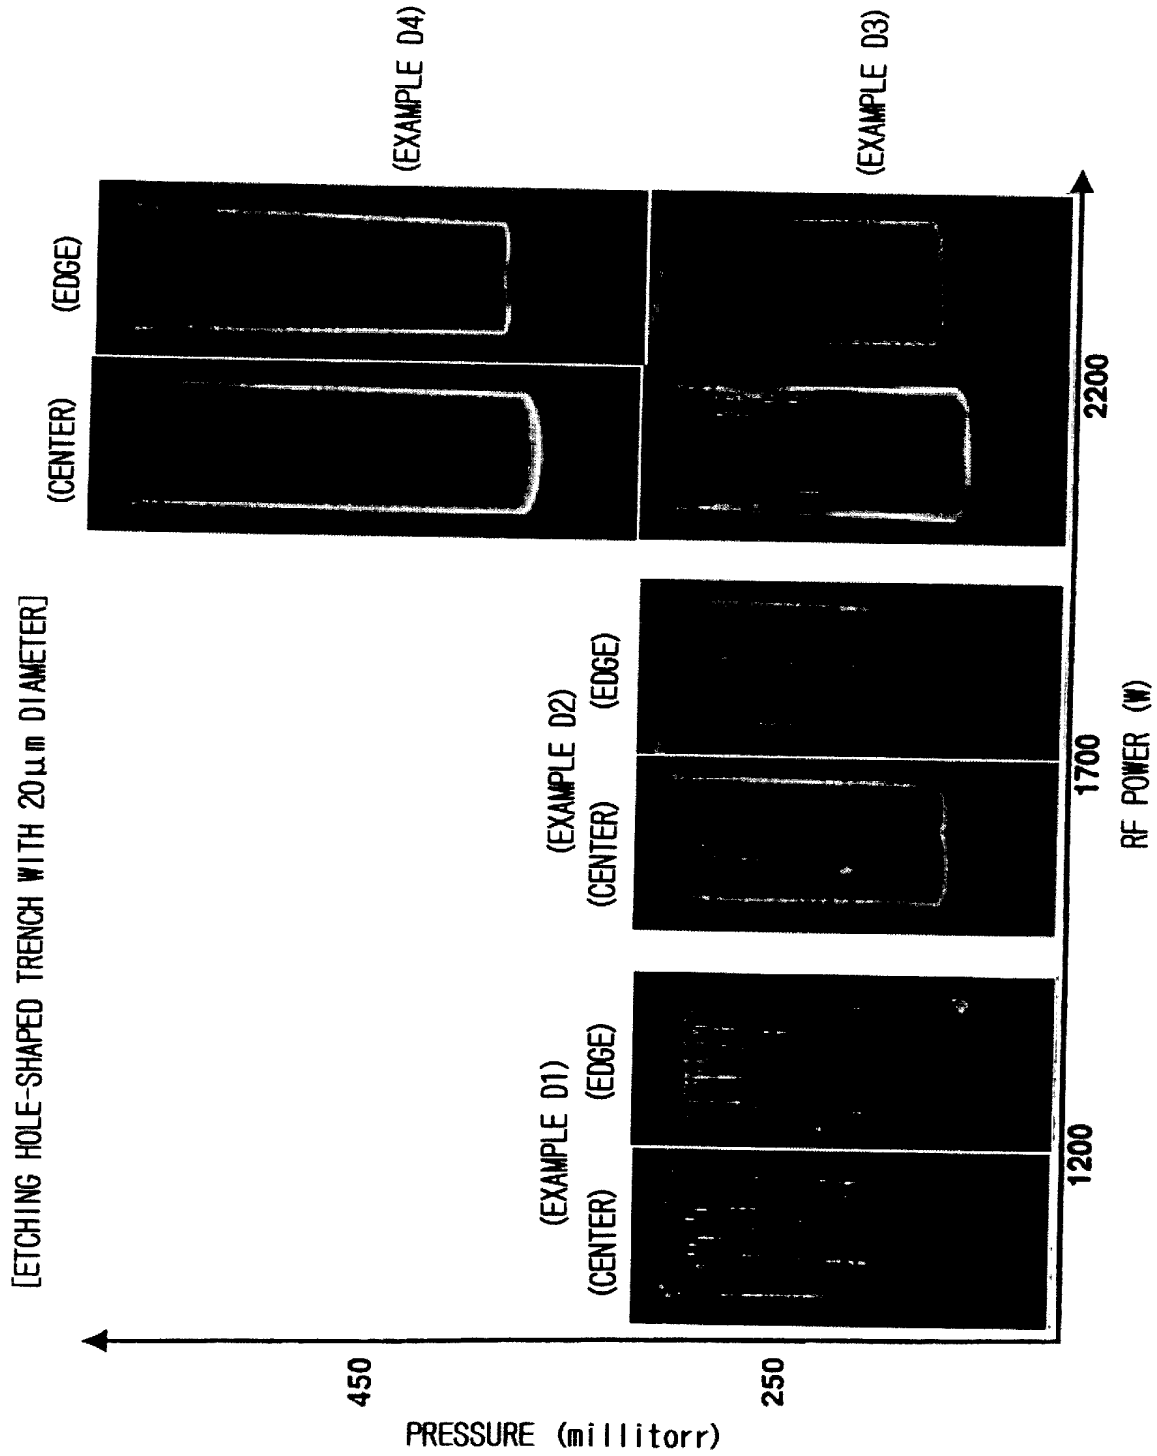 [ETCHING HOLE-SHAPED TRENCH WITH 20μm DIAMETER]
(CENTER)
(EDGE)
(EXAMPLE D4)
(EXAMPLE D1)
(CENTER)
(EDGE)
(EXAMPLE D2)
(CENTER)
(EDGE)
(EXAMPLE D3)
PRESSURE (millitorr)
450
250
1200
1700
2200
RF POWER (W)